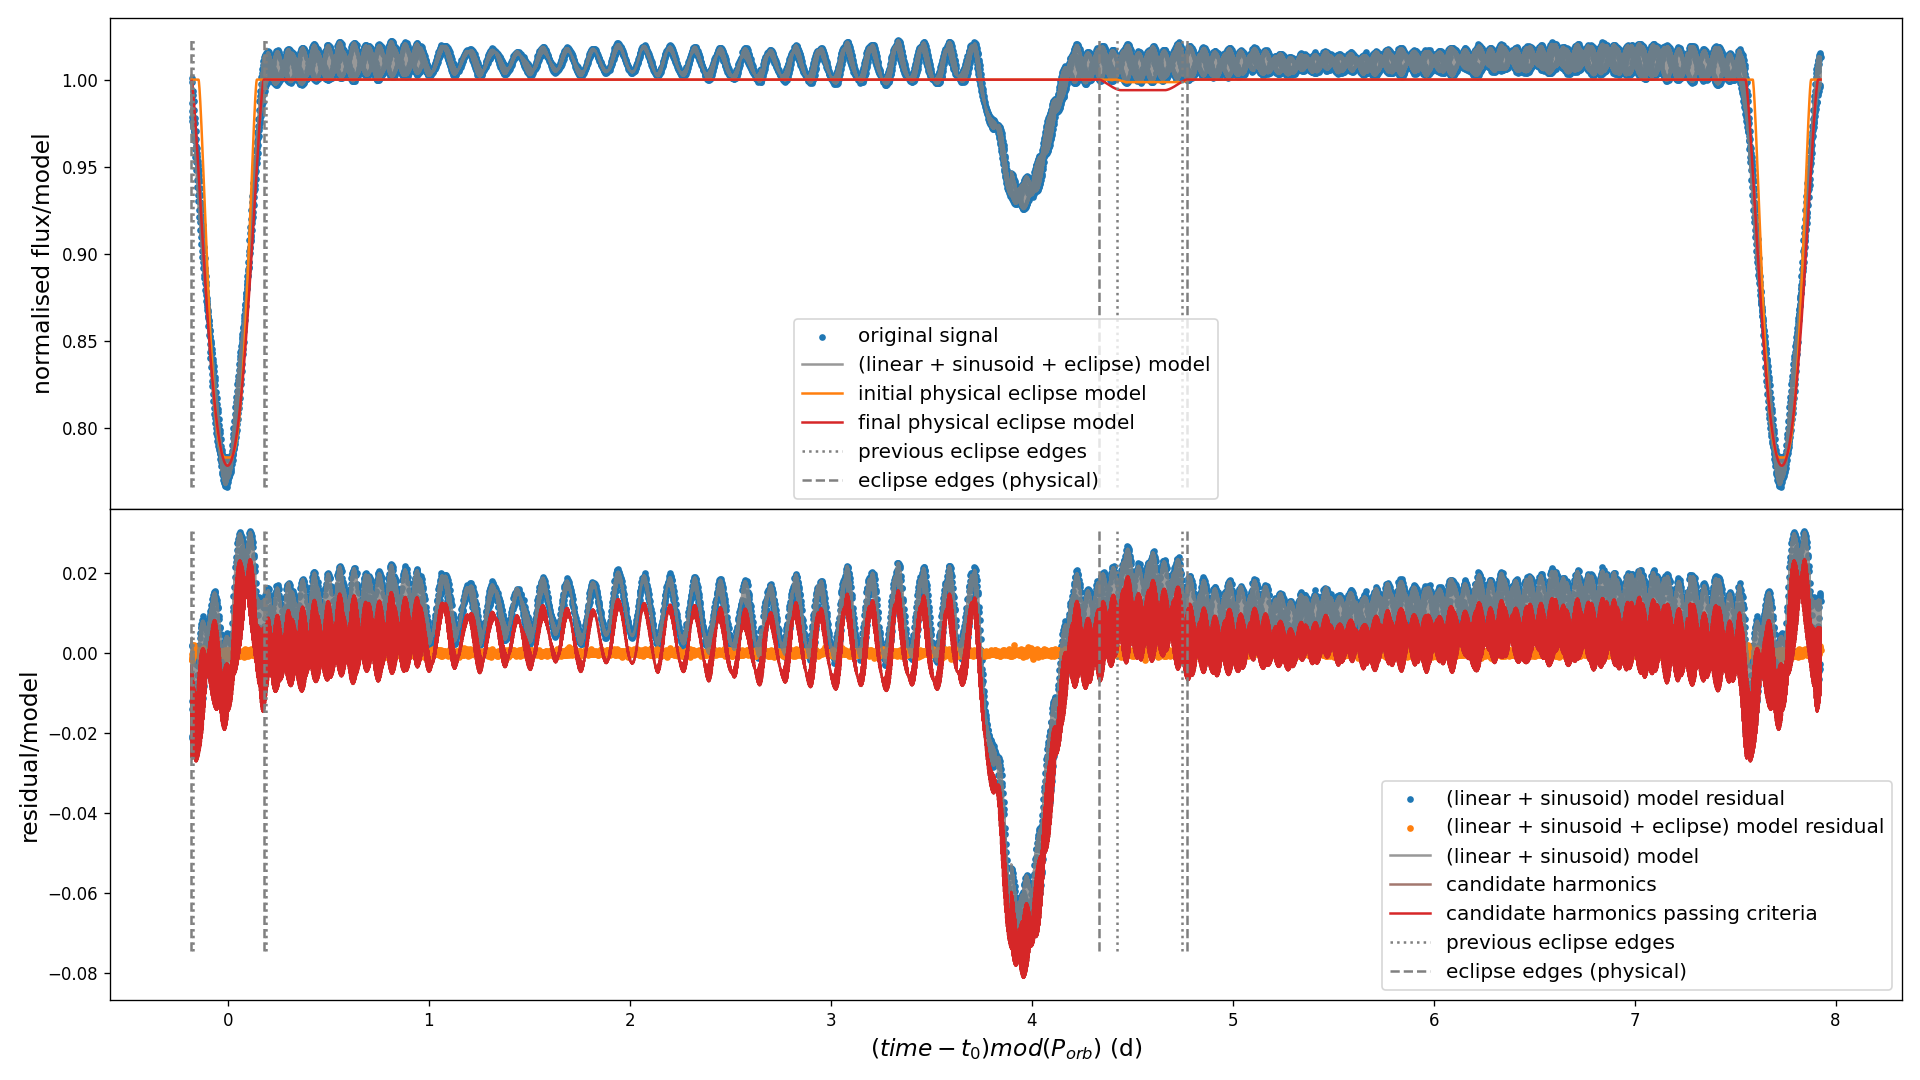 normalised flux/model
1.00
0.95
0.90
0.85
0.80
original signal
(linear + sinusoid + eclipse) model
initial physical eclipse model
final physical eclipse model
previous eclipse edges
eclipse edges (physical)
residual/model
0.02
0.00
−0.02
−0.04
−0.06
−0.08
(linear + sinusoid) model residual
(linear + sinusoid + eclipse) model residual
(linear + sinusoid) model
candidate harmonics
candidate harmonics passing criteria
previous eclipse edges
eclipse edges (physical)
0 1 2 3 4 5 6 7 8
(time − t₀)mod(P_orb) (d)